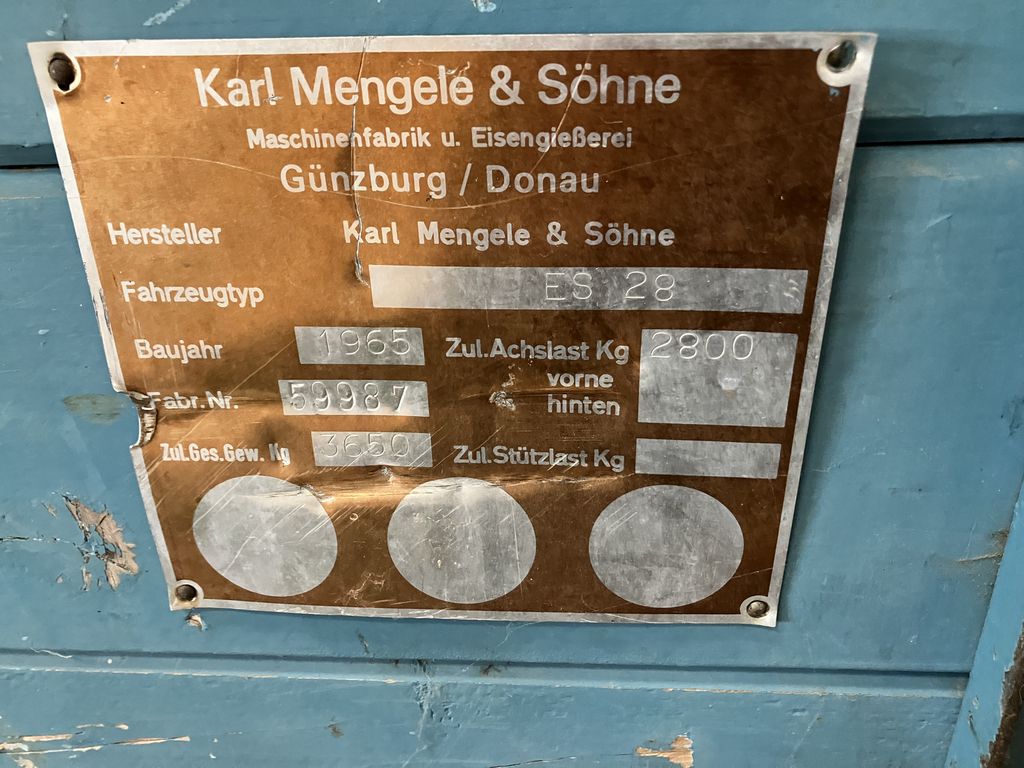 Karl Mengele & Söhne
Maschinenfabrik u. Eisengießerei
Günzburg / Donau
Hersteller Karl Mengele & Söhne
Fahrzeugtyp ES 28
Baujahr 1965 Zul.Achslast Kg 2800
vorne
Fabr.Nr. 59987 hinten
Zul.Ges.Gew. Kg 3650 Zul.Stützlast Kg